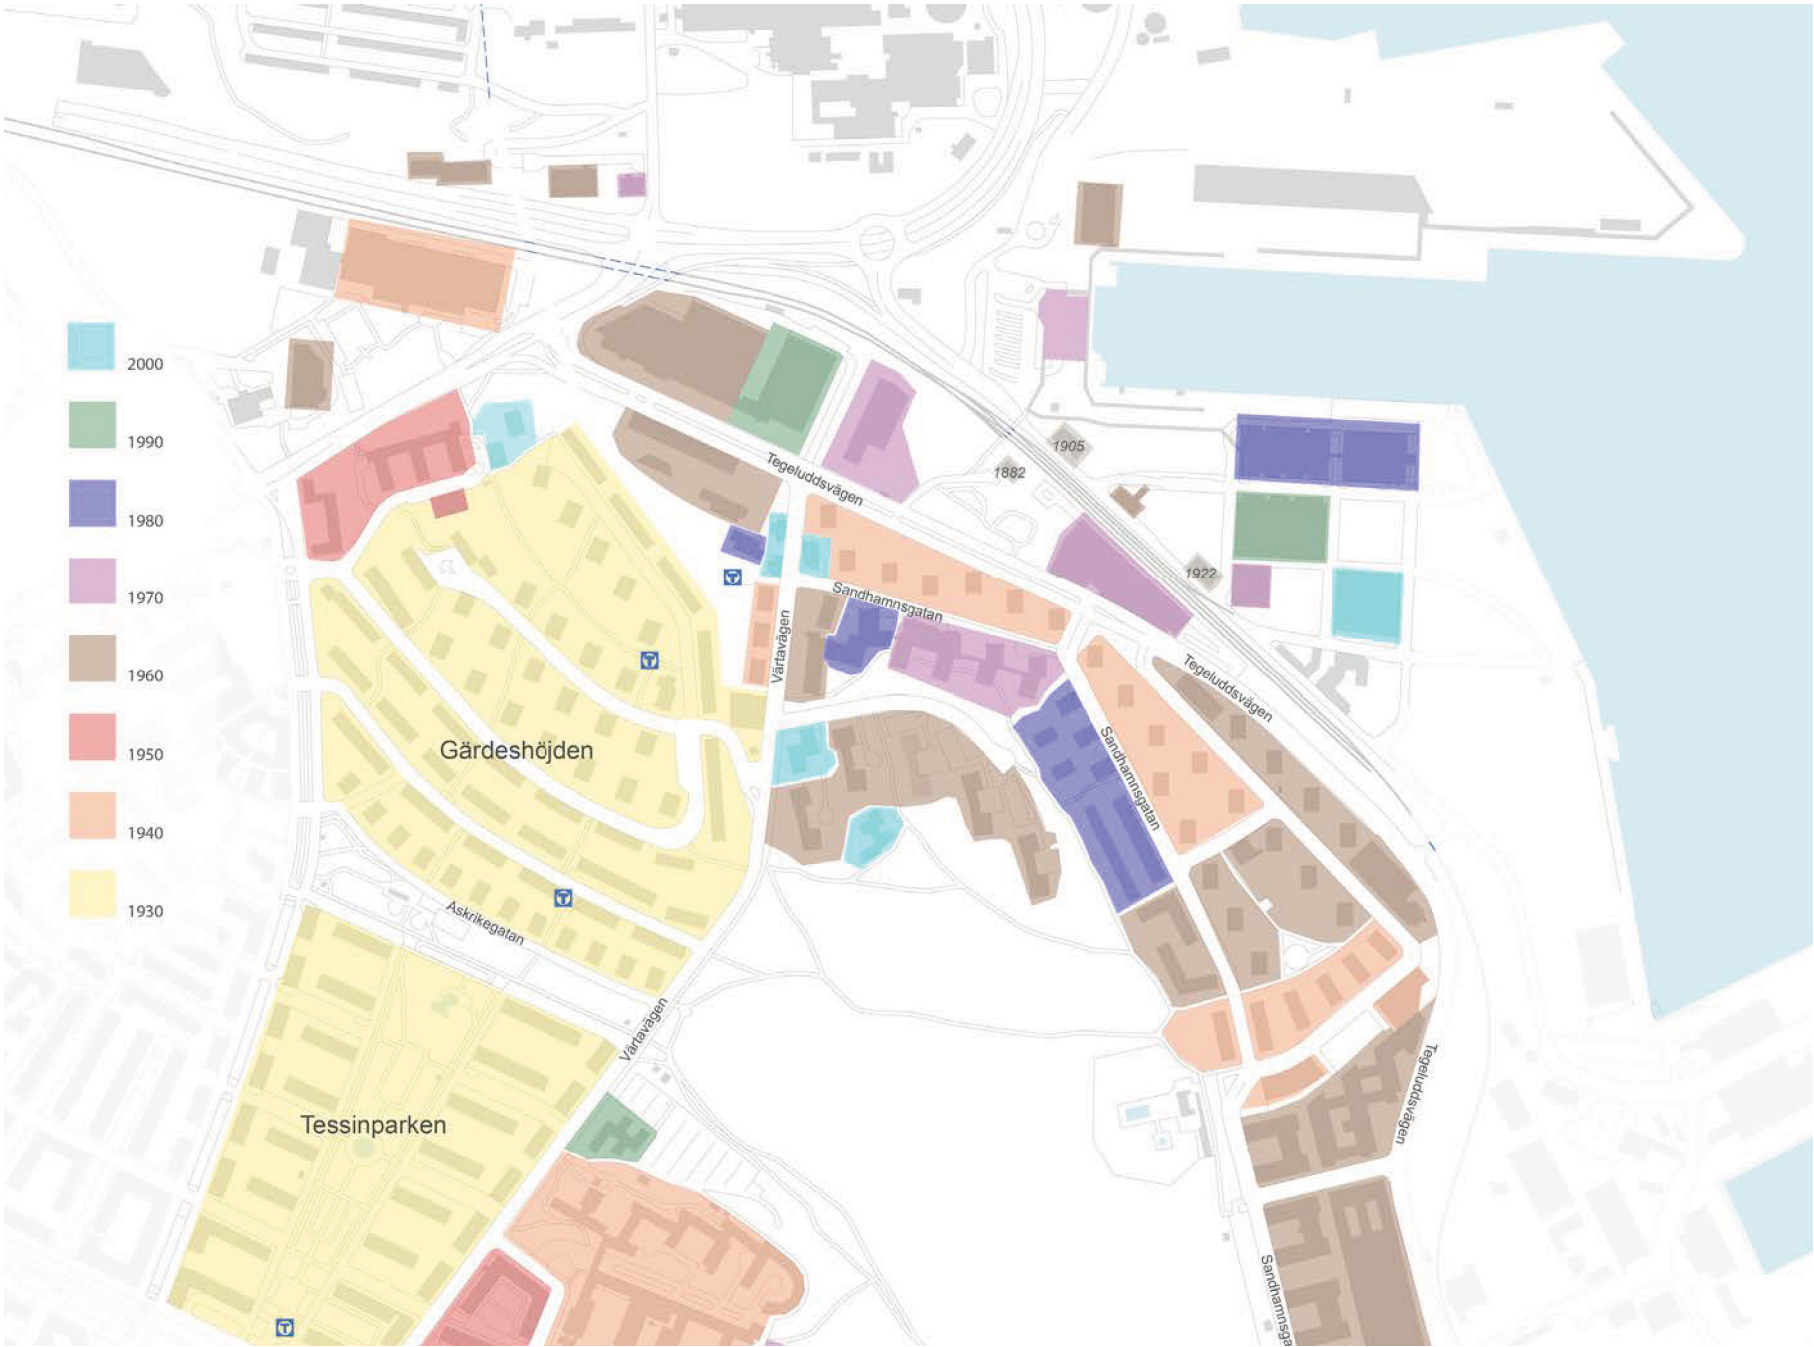 2000
1990
1980
1970
1960
1950
1940
1930
1905
1882
1922
Tegeluddsvägen
Sandhamnsgatan
Värtavägen
Tegeluddsvägen
Sandhamnsgatan
Gärdeshöjden
Askrikegatan
Värtavägen
Tegeluddsvägen
Tessinparken
Sandhamnsga
T
T
T
T